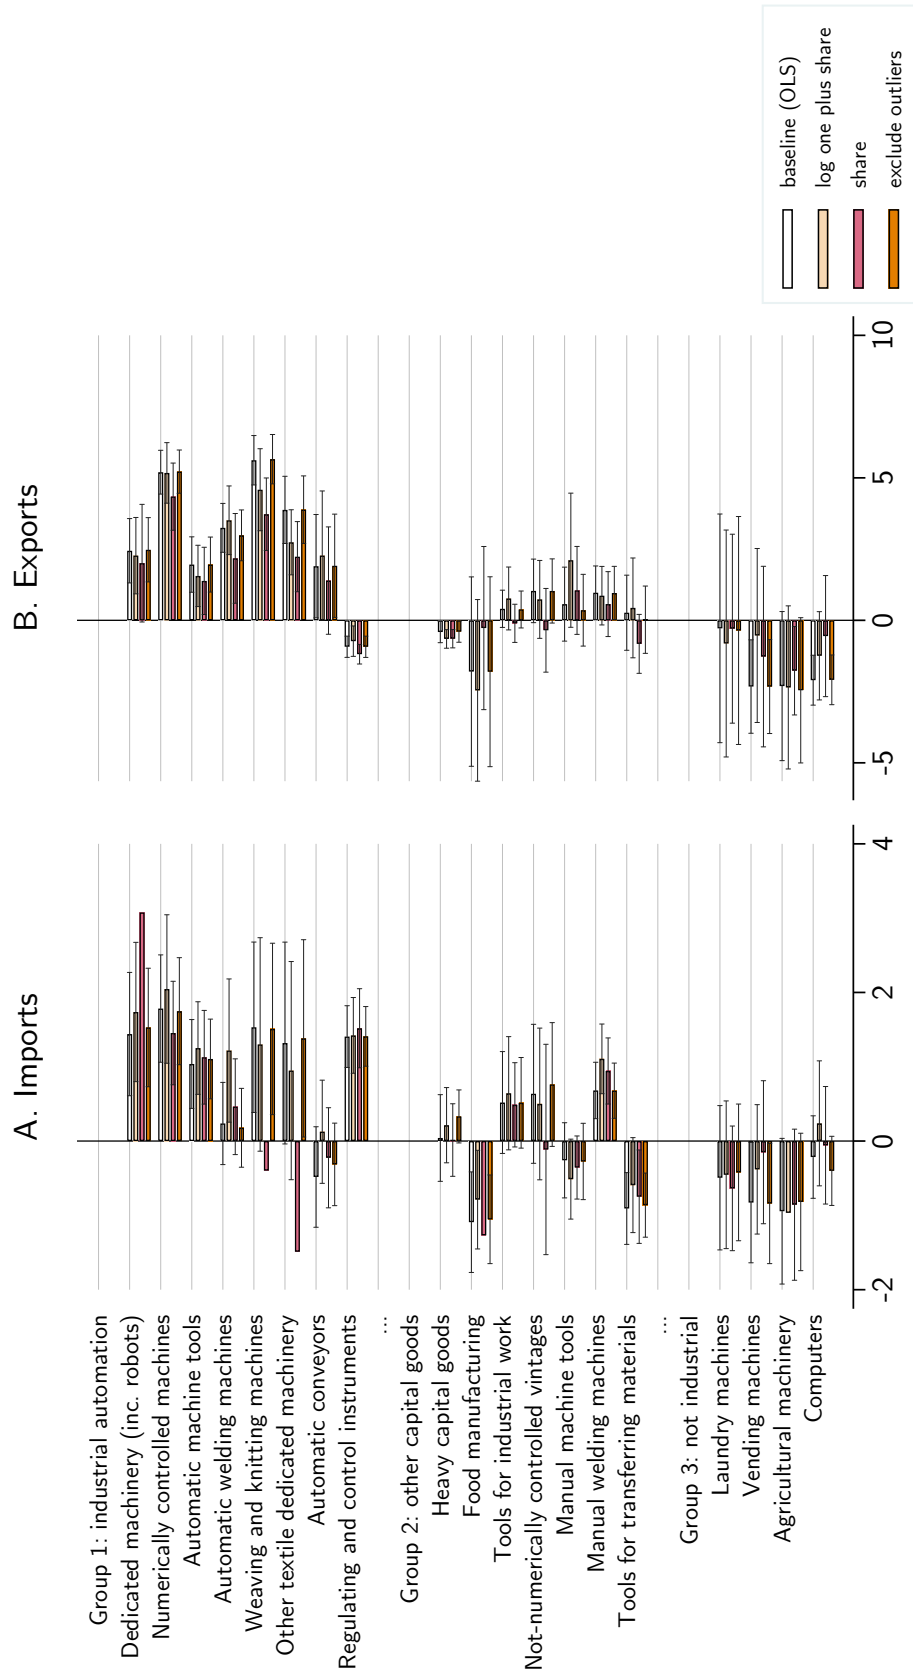 A. Imports
B. Exports
Group 1: industrial automation
Dedicated machinery (inc. robots)
Numerically controlled machines
Automatic machine tools
Automatic welding machines
Weaving and knitting machines
Other textile dedicated machinery
Automatic conveyors
Regulating and control instruments
...
Group 2: other capital goods
Heavy capital goods
Food manufacturing
Tools for industrial work
Not-numerically controlled vintages
Manual machine tools
Manual welding machines
Tools for transferring materials
...
Group 3: not industrial
Laundry machines
Vending machines
Agricultural machinery
Computers
-2 0 2 4
-5 0 5 10
baseline (OLS)
log one plus share
share
exclude outliers